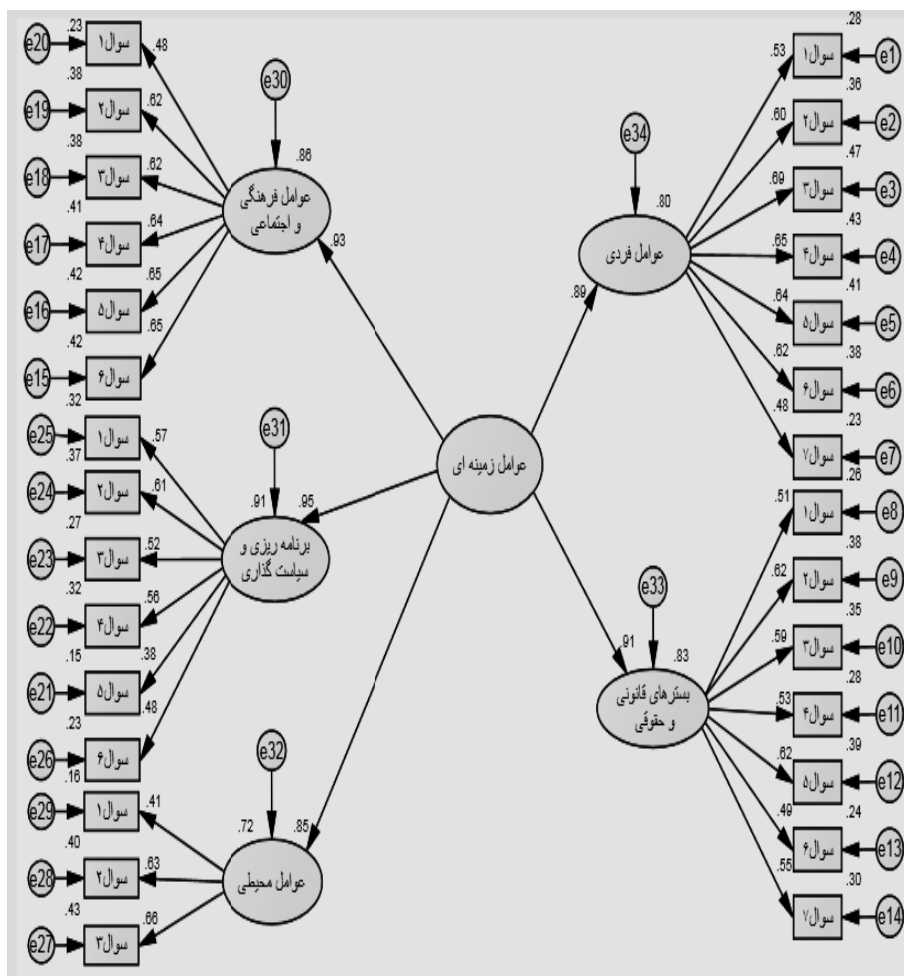 .23
e20
سوال۱
.48
.38
e19
سوال۲
.62
.38
e18
سوال۳
.62
.41
e17
سوال۴
.64
.42
e16
سوال۵
.65
.42
e15
سوال۶
.65
e30
.86
عوامل فرهنگی
و اجتماعی
.93
.32
e25
سوال۱
.57
.37
e24
سوال۲
.61
.27
e23
سوال۳
.52
.32
e22
سوال۴
.56
.15
e21
سوال۵
.38
.23
e26
سوال۶
.48
e31
.91
.95
برنامه ریزی و
سیاست گذاری
.16
e29
سوال۱
.41
.40
e28
سوال۲
.63
.43
e27
سوال۳
.66
e32
.72
.85
عوامل محیطی
عوامل زمینه ای
e34
.80
عوامل فردی
.89
.28
.53
سوال۱
e1
.36
.60
سوال۲
e2
.47
.69
سوال۳
e3
.43
.65
سوال۴
e4
.41
.64
سوال۵
e5
.38
.62
سوال۶
e6
.23
.48
سوال۷
e7
e33
.91
.83
بسترهای قانونی
و حقوقی
.26
.51
سوال۱
e8
.38
.62
سوال۲
e9
.35
.59
سوال۳
e10
.28
.53
سوال۴
e11
.39
.62
سوال۵
e12
.24
.49
سوال۶
e13
.30
.55
سوال۷
e14